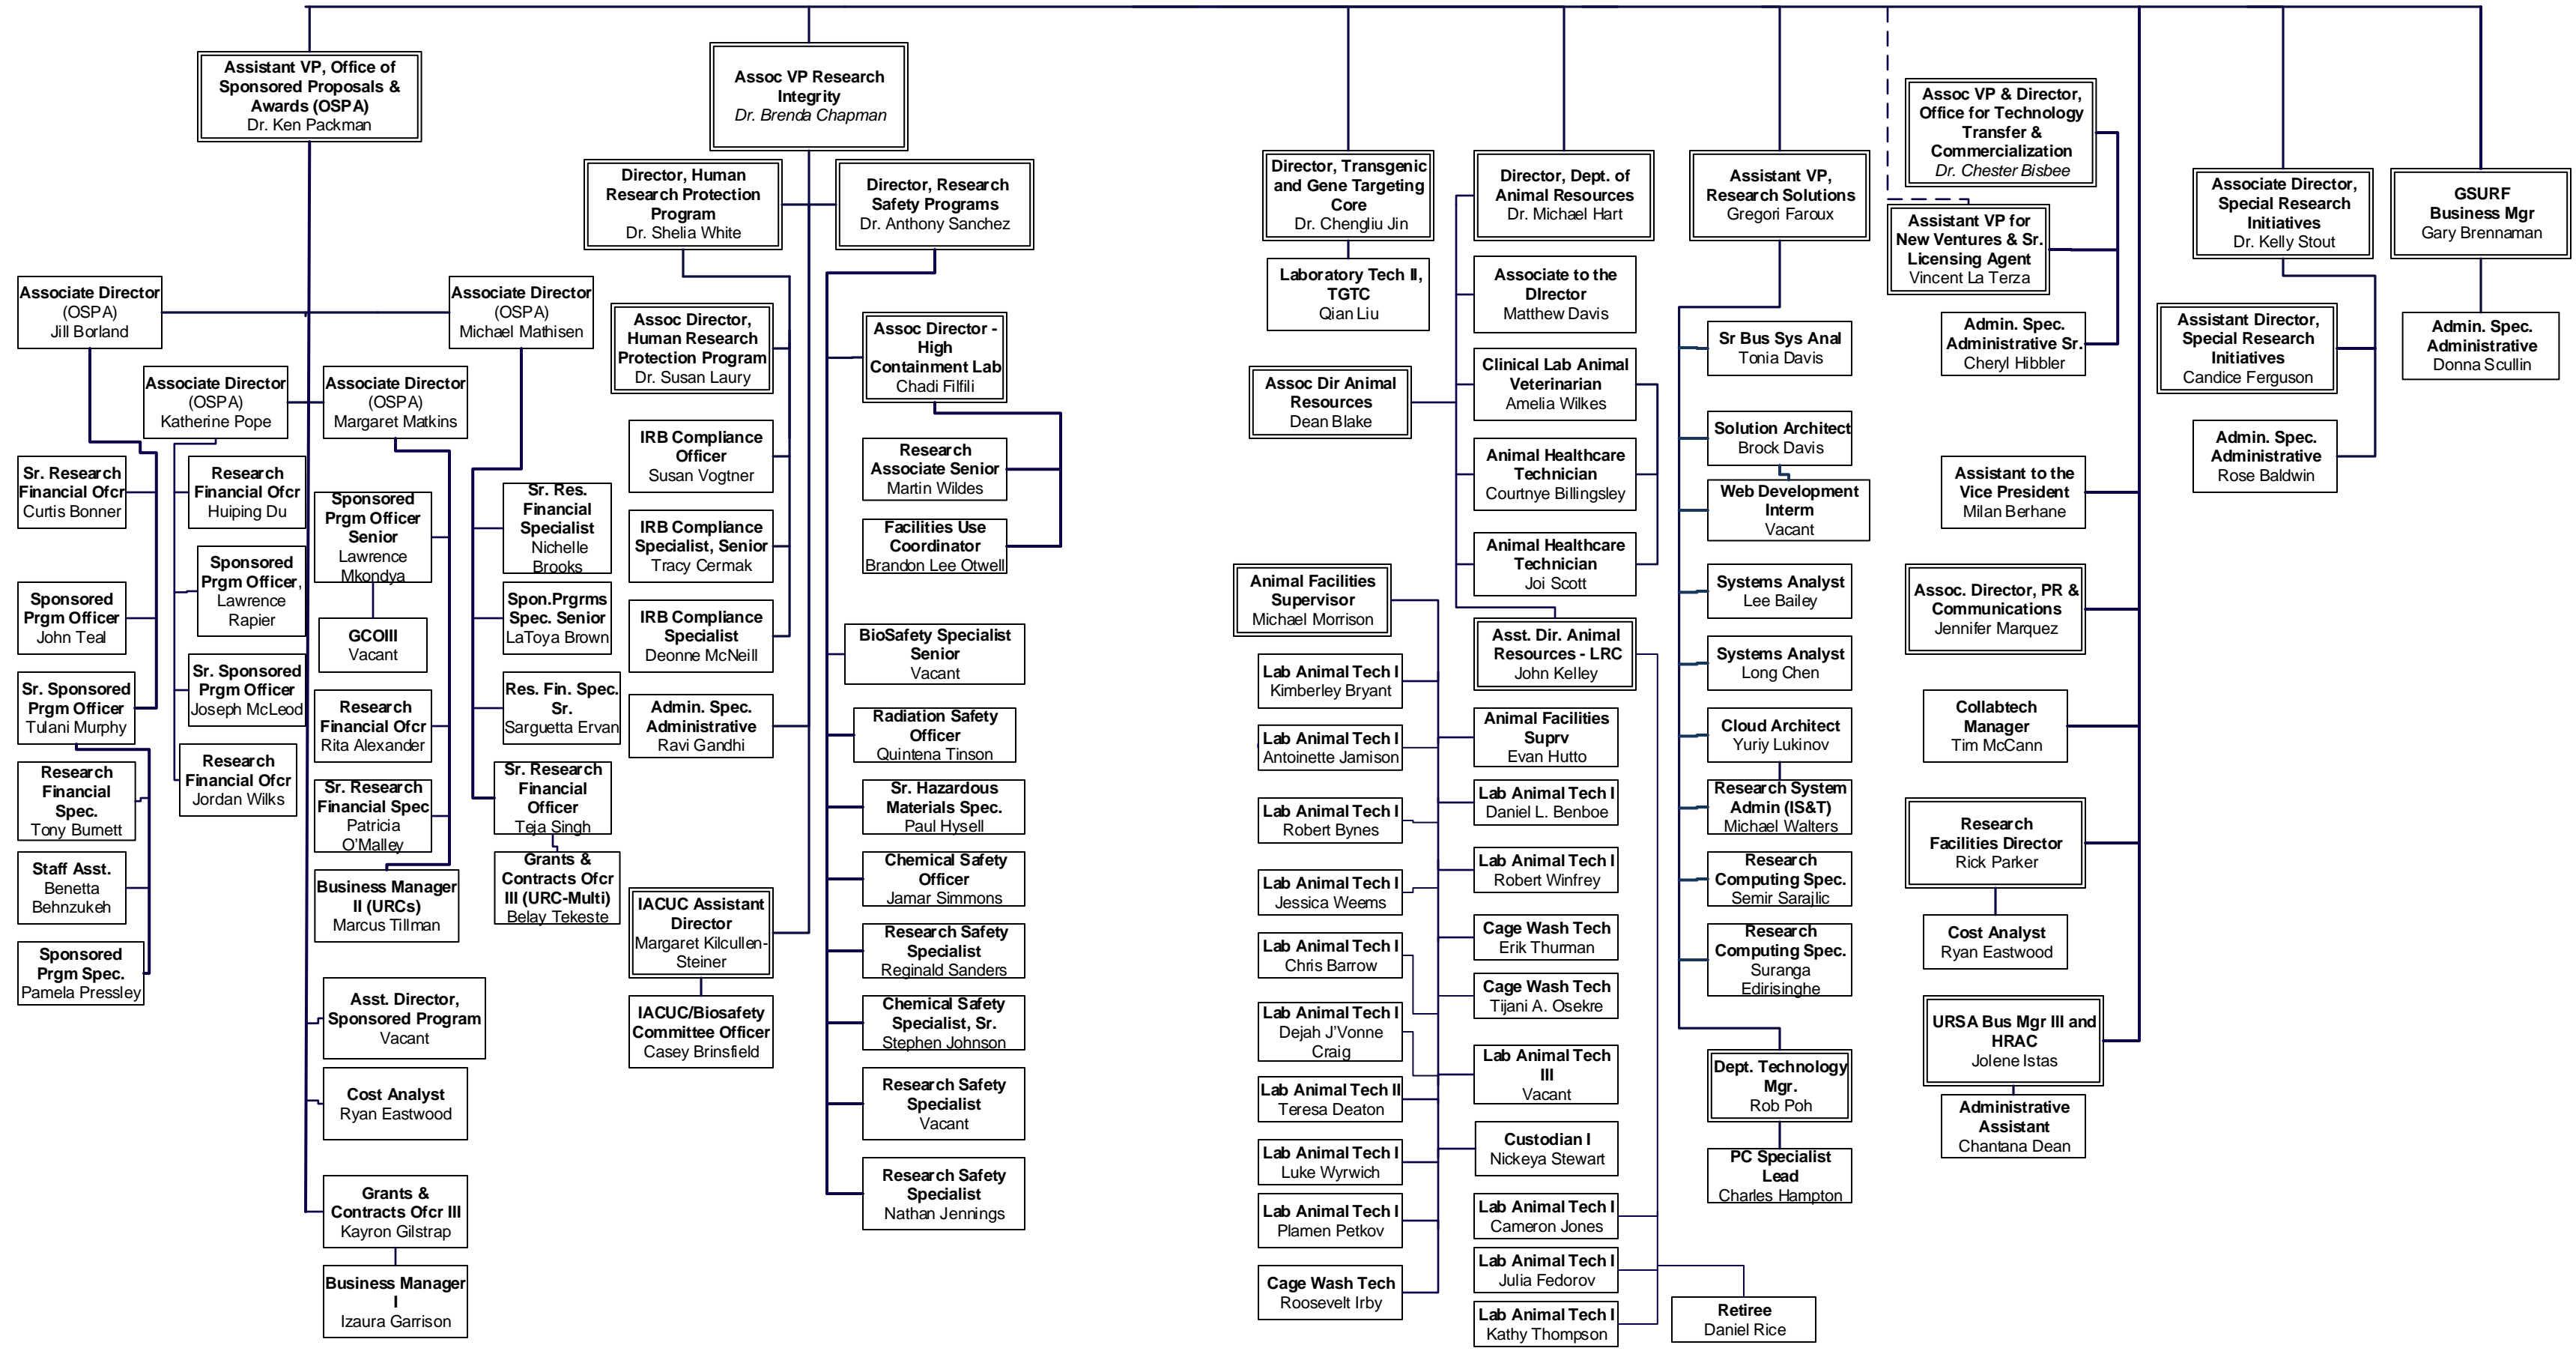 Assistant VP, Office of
Sponsored Proposals &
Awards (OSPA)
Dr. Ken Packman
Assoc VP Research
Integrity
Dr. Brenda Chapman
Director, Human
Research Protection
Program
Dr. Shelia White
Director, Research
Safety Programs
Dr. Anthony Sanchez
Director, Transgenic
and Gene Targeting
Core
Dr. Chengliu Jin
Director, Dept. of
Animal Resources
Dr. Michael Hart
Assistant VP,
Research Solutions
Gregori Faroux
Assoc VP & Director,
Office for Technology
Transfer &
Commercialization
Dr. Chester Bisbee
Assistant VP for
New Ventures & Sr.
Licensing Agent
Vincent La Terza
Associate Director,
Special Research
Initiatives
Dr. Kelly Stout
GSURF
Business Mgr
Gary Brennaman
Associate Director
(OSPA)
Jill Borland
Associate Director
(OSPA)
Michael Mathisen
Associate Director
(OSPA)
Katherine Pope
Associate Director
(OSPA)
Margaret Matkins
Sr. Research
Financial Ofcr
Curtis Bonner
Sponsored
Prgm Officer
John Teal
Sr. Sponsored
Prgm Officer
Tulani Murphy
Research
Financial
Spec.
Tony Burnett
Staff Asst.
Benetta
Behnzukeh
Sponsored
Prgm Spec.
Pamela Pressley
Research
Financial Ofcr
Huiping Du
Sponsored
Prgm Officer,
Lawrence
Rapier
Sr. Sponsored
Prgm Officer
Joseph McLeod
Research
Financial Ofcr
Jordan Wilks
Sponsored
Prgm Officer
Senior
Lawrence
Mkondya
GCOIII
Vacant
Research
Financial Ofcr
Rita Alexander
Sr. Research
Financial Spec
Patricia
O'Malley
Business Manager
II (URCs)
Marcus Tillman
Asst. Director,
Sponsored Program
Vacant
Cost Analyst
Ryan Eastwood
Grants &
Contracts Ofcr III
Kayron Gilstrap
Business Manager
I
Izaura Garrison
Sr. Res.
Financial
Specialist
Nichelle
Brooks
Spon.Prgrms
Spec. Senior
LaToya Brown
Res. Fin. Spec.
Sr.
Sarguetta Ervan
Sr. Research
Financial
Officer
Teja Singh
Grants &
Contracts Ofcr
III (URC-Multi)
Belay Tekeste
Assoc Director,
Human Research
Protection Program
Dr. Susan Laury
IRB Compliance
Officer
Susan Vogtner
IRB Compliance
Specialist, Senior
Tracy Cermak
IRB Compliance
Specialist
Deonne McNeill
Admin. Spec.
Administrative
Ravi Gandhi
IACUC Assistant
Director
Margaret Kilcullen-
Steiner
IACUC/Biosafety
Committee Officer
Casey Brinsfield
Assoc Director -
High
Containment Lab
Chadi Filfili
Research
Associate Senior
Martin Wildes
Facilities Use
Coordinator
Brandon Lee Otwell
BioSafety Specialist
Senior
Vacant
Radiation Safety
Officer
Quintena Tinson
Sr. Hazardous
Materials Spec.
Paul Hysell
Chemical Safety
Officer
Jamar Simmons
Research Safety
Specialist
Reginald Sanders
Chemical Safety
Specialist, Sr.
Stephen Johnson
Research Safety
Specialist
Vacant
Research Safety
Specialist
Nathan Jennings
Laboratory Tech II,
TGTC
Qian Liu
Assoc Dir Animal
Resources
Dean Blake
Animal Facilities
Supervisor
Michael Morrison
Lab Animal Tech I
Kimberley Bryant
Lab Animal Tech I
Antoinette Jamison
Lab Animal Tech I
Robert Bynes
Lab Animal Tech I
Jessica Weems
Lab Animal Tech I
Chris Barrow
Lab Animal Tech I
Dejah J'Vonne
Craig
Lab Animal Tech II
Teresa Deaton
Lab Animal Tech I
Luke Wyrwich
Lab Animal Tech I
Plamen Petkov
Cage Wash Tech
Roosevelt Irby
Associate to the
DIrector
Matthew Davis
Clinical Lab Animal
Veterinarian
Amelia Wilkes
Animal Healthcare
Technician
Courtnye Billingsley
Animal Healthcare
Technician
Joi Scott
Asst. Dir. Animal
Resources - LRC
John Kelley
Animal Facilities
Suprv
Evan Hutto
Lab Animal Tech I
Daniel L. Benboe
Lab Animal Tech I
Robert Winfrey
Cage Wash Tech
Erik Thurman
Cage Wash Tech
Tijani A. Osekre
Lab Animal Tech
III
Vacant
Custodian I
Nickeya Stewart
Lab Animal Tech I
Cameron Jones
Lab Animal Tech I
Julia Fedorov
Lab Animal Tech I
Kathy Thompson
Retiree
Daniel Rice
Sr Bus Sys Anal
Tonia Davis
Solution Architect
Brock Davis
Web Development
Interm
Vacant
Systems Analyst
Lee Bailey
Systems Analyst
Long Chen
Cloud Architect
Yuriy Lukinov
Research System
Admin (IS&T)
Michael Walters
Research
Computing Spec.
Semir Sarajlic
Research
Computing Spec.
Suranga
Edirisinghe
Dept. Technology
Mgr.
Rob Poh
PC Specialist
Lead
Charles Hampton
Admin. Spec.
Administrative Sr.
Cheryl Hibbler
Assistant to the
Vice President
Milan Berhane
Assoc. Director, PR &
Communications
Jennifer Marquez
Collabtech
Manager
Tim McCann
Research
Facilities Director
Rick Parker
Cost Analyst
Ryan Eastwood
URSA Bus Mgr III and
HRAC
Jolene Istas
Administrative
Assistant
Chantana Dean
Assistant Director,
Special Research
Initiatives
Candice Ferguson
Admin. Spec.
Administrative
Rose Baldwin
Admin. Spec.
Administrative
Donna Scullin